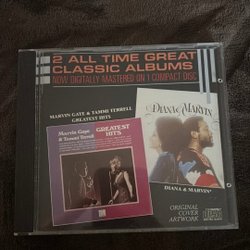 2 ALL TIME GREAT
CLASSIC ALBUMS
NOW DIGITALLY MASTERED ON 1 COMPACT DISC
MARVIN GAYE & TAMMI TERRELL
GREATEST HITS
Marvin Gaye
& Tammi Terrell
GREATEST
HITS
DIANA & MARVIN
DIANA & MARVIN
ORIGINAL
COVER
ARTWORK